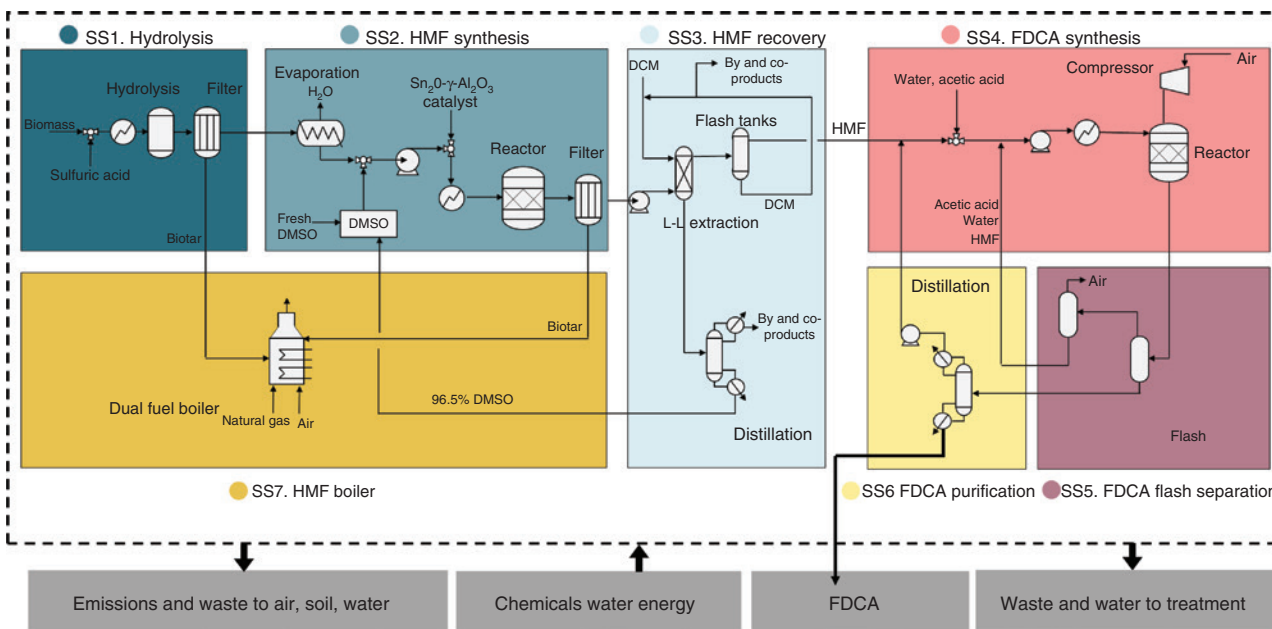 SS1. Hydrolysis
SS2. HMF synthesis
SS3. HMF recovery
SS4. FDCA synthesis
Hydrolysis
Filter
Biomass
Sulfuric acid
Biotar
Evaporation
H2O
Sn20-γ-Al2O3
catalyst
Reactor
Filter
Fresh
DMSO
DMSO
DCM
By and co-
products
Flash tanks
DCM
L-L extraction
By and co-
products
Distillation
HMF
Water, acetic acid
Compressor
Air
Reactor
Acetic acid
Water
HMF
Biotar
Dual fuel boiler
Natural gas
Air
96.5% DMSO
Distillation
Air
Flash
SS7. HMF boiler
SS6 FDCA purification
SS5. FDCA flash separation
Emissions and waste to air, soil, water
Chemicals water energy
FDCA
Waste and water to treatment